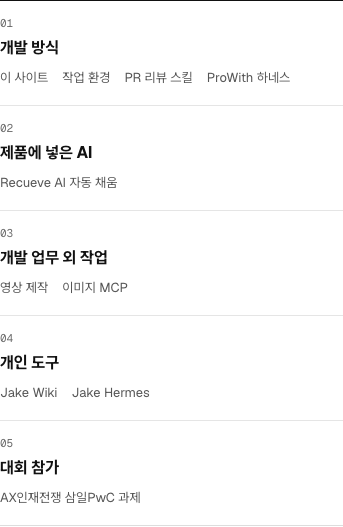 01
개발 방식
이 사이트 작업 환경 PR 리뷰 스킬 ProWith 하네스
02
제품에 넣은 AI
Recueve AI 자동 채움
03
개발 업무 외 작업
영상 제작 이미지 MCP
04
개인 도구
Jake Wiki Jake Hermes
05
대회 참가
AX인재전쟁 삼일PwC 과제